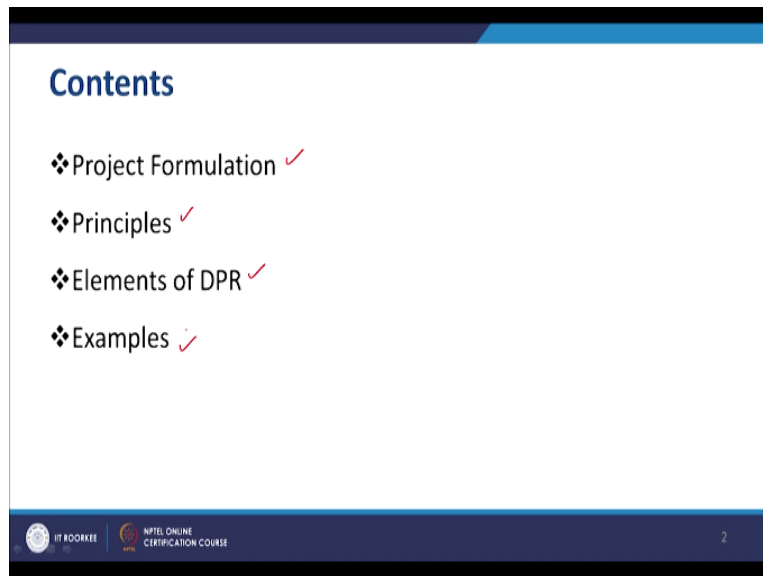 Contents
❖Project Formulation ✓
❖Principles ✓
❖Elements of DPR ✓
❖Examples ✓
IIT ROORKEE
NPTEL ONLINE
CERTIFICATION COURSE
2